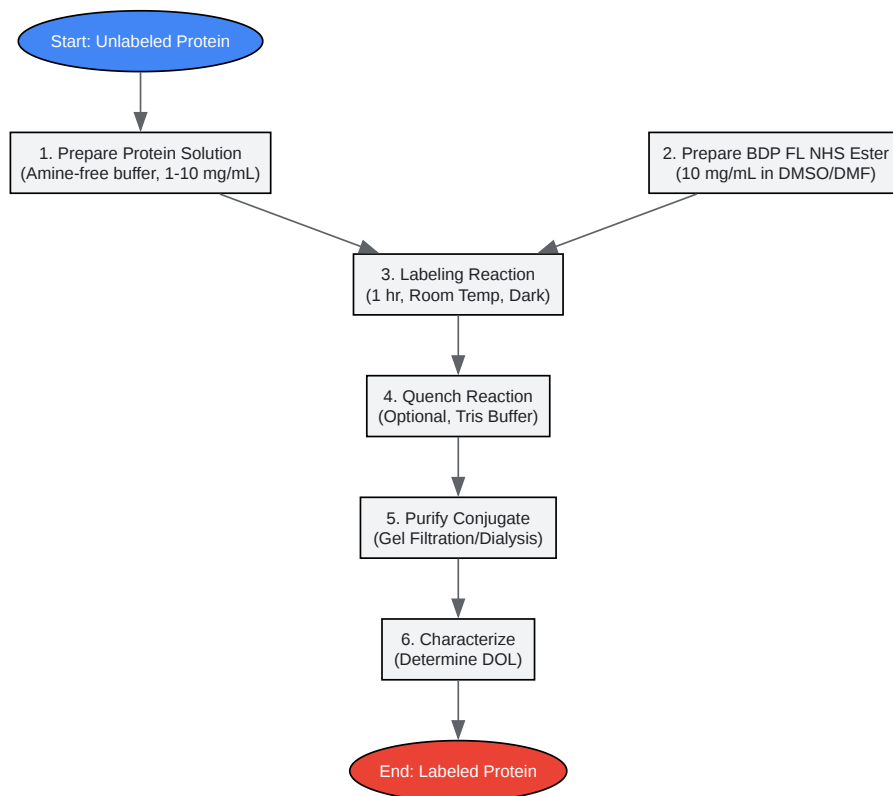 Start: Unlabeled Protein
1. Prepare Protein Solution
(Amine-free buffer, 1-10 mg/mL)
2. Prepare BDP FL NHS Ester
(10 mg/mL in DMSO/DMF)
3. Labeling Reaction
(1 hr, Room Temp, Dark)
4. Quench Reaction
(Optional, Tris Buffer)
5. Purify Conjugate
(Gel Filtration/Dialysis)
6. Characterize
(Determine DOL)
End: Labeled Protein